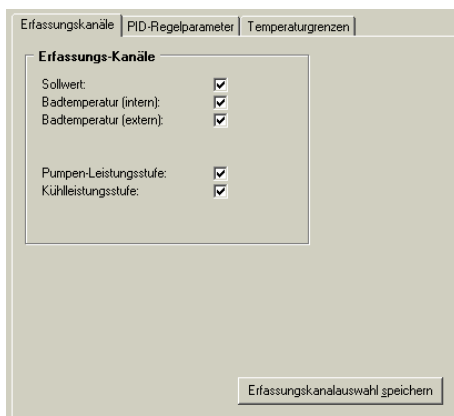 Erfassungskanäle PID-Regelparameter Temperaturgrenzen
Erfassungs-Kanäle
Sollwert:
Badtemperatur (intern):
Badtemperatur (extern):
Pumpen-Leistungsstufe:
Kühlleistungsstufe:
Erfassungskanalauswahl speichern